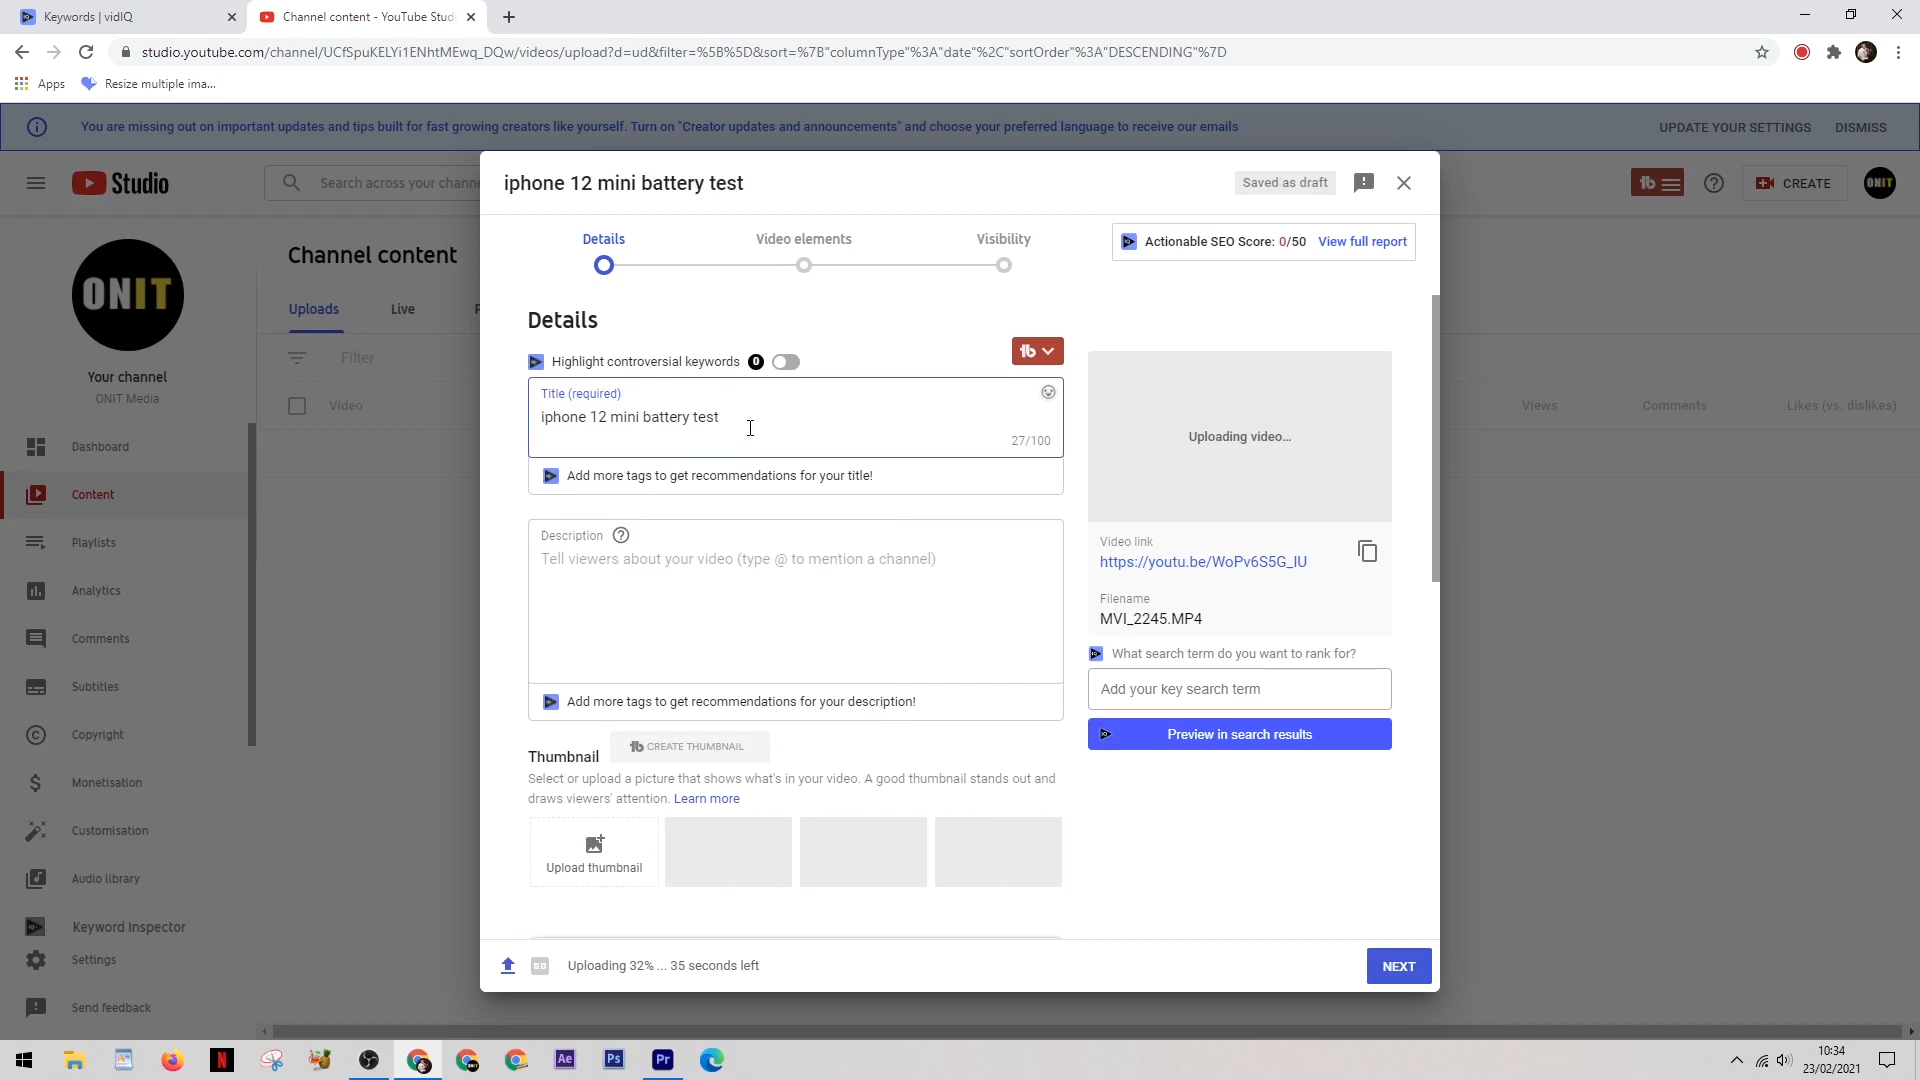 Keywords | vidIQ
Channel content - YouTube Studi
studio.youtube.com/channel/UCfSpuKELYi1ENhtMEwq_DQw/videos/upload?d=ud&filter=%5B%5D&sort=%7B"columnType"%3A"date"%2C"sortOrder"%3A"DESCENDING"%7D
Apps
Resize multiple ima...
You are missing out on important updates and tips built for fast growing creators like yourself. Turn on "Creator updates and announcements" and choose your preferred language to receive our emails
UPDATE YOUR SETTINGS
DISMISS
Studio
Search across your channe
CREATE
ONIT
iphone 12 mini battery test
Saved as draft
Details
Video elements
Visibility
Actionable SEO Score: 0/50
View full report
ONIT
Your channel
ONIT Media
Channel content
Uploads
Live
P
Filter
Video
Views
Comments
Likes (vs. dislikes)
Dashboard
Content
Playlists
Analytics
Comments
Subtitles
Copyright
Monetisation
Customisation
Audio library
Keyword Inspector
Settings
Send feedback
Details
Highlight controversial keywords
0
Title (required)
iphone 12 mini battery test
27/100
Add more tags to get recommendations for your title!
Description
Tell viewers about your video (type @ to mention a channel)
Add more tags to get recommendations for your description!
Thumbnail
CREATE THUMBNAIL
Select or upload a picture that shows what's in your video. A good thumbnail stands out and
draws viewers' attention. Learn more
Upload thumbnail
Uploading video...
Video link
https://youtu.be/WoPv6S5G_IU
Filename
MVI_2245.MP4
What search term do you want to rank for?
Add your key search term
Preview in search results
Uploading 32% ... 35 seconds left
NEXT
Ae
Ps
Pr
10:34
23/02/2021